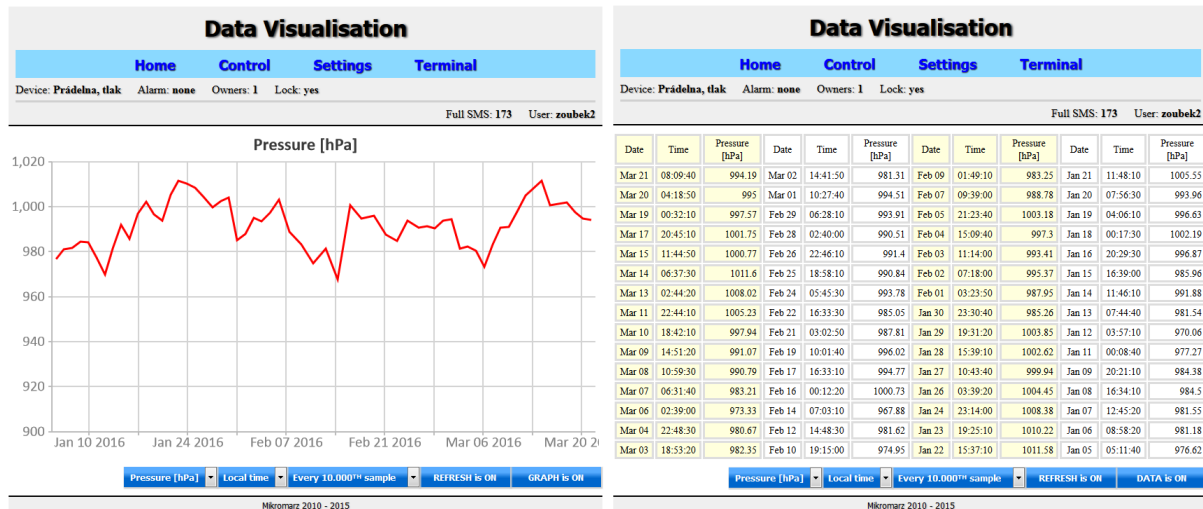 Data Visualisation
Home Control Settings Terminal
Device: Prádelna, tlak Alarm: none Owners: 1 Lock: yes
Full SMS: 173 User: zoubek2
Pressure [hPa]
1,020
1,000
980
960
940
920
900
Jan 10 2016 Jan 24 2016 Feb 07 2016 Feb 21 2016 Mar 06 2016 Mar 20 2
Pressure [hPa] Local time Every 10.000TH sample REFRESH is ON GRAPH is ON
Mikromarz 2010 - 2015
Data Visualisation
Home Control Settings Terminal
Device: Prádelna, tlak Alarm: none Owners: 1 Lock: yes
Full SMS: 173 User: zoubek2
Date Time Pressure [hPa] Date Time Pressure [hPa] Date Time Pressure [hPa] Date Time Pressure [hPa]
Mar 21 08:09:40 994.19 Mar 02 14:41:50 981.31 Feb 09 01:49:10 983.25 Jan 21 11:48:10 1005.55
Mar 20 04:18:50 995 Mar 01 10:27:40 994.51 Feb 07 09:39:00 988.78 Jan 20 07:56:30 993.96
Mar 19 00:32:10 997.57 Feb 29 06:28:10 993.91 Feb 05 21:23:40 1003.18 Jan 19 04:06:10 996.63
Mar 17 20:45:10 1001.75 Feb 28 02:40:00 990.51 Feb 04 15:09:40 997.3 Jan 18 00:17:30 1002.19
Mar 15 11:44:50 1000.77 Feb 26 22:46:10 991.4 Feb 03 11:14:00 993.41 Jan 16 20:29:30 996.87
Mar 14 06:37:30 1011.6 Feb 25 18:58:10 990.84 Feb 02 07:18:00 995.37 Jan 15 16:39:00 985.96
Mar 13 02:44:20 1008.02 Feb 24 05:45:30 993.78 Feb 01 03:23:50 987.95 Jan 14 11:46:10 991.88
Mar 11 22:44:10 1005.23 Feb 22 16:33:30 985.05 Jan 30 23:30:40 985.26 Jan 13 07:44:40 981.54
Mar 10 18:42:10 997.94 Feb 21 03:02:50 987.81 Jan 29 19:31:20 1003.85 Jan 12 03:57:10 970.06
Mar 09 14:51:20 991.07 Feb 19 10:01:40 996.02 Jan 28 15:39:10 1002.62 Jan 11 00:08:40 977.27
Mar 08 10:59:30 990.79 Feb 17 16:33:10 994.77 Jan 27 10:43:40 999.94 Jan 09 20:21:10 984.38
Mar 07 06:31:40 983.21 Feb 16 00:12:20 1000.73 Jan 26 03:39:20 1004.45 Jan 08 16:34:10 984.5
Mar 06 02:39:00 973.33 Feb 14 07:03:10 967.88 Jan 24 23:14:00 1008.38 Jan 07 12:45:20 981.55
Mar 04 22:48:30 980.67 Feb 12 14:48:30 981.62 Jan 23 19:25:10 1010.22 Jan 06 08:58:20 981.18
Mar 03 18:53:20 982.35 Feb 10 19:15:00 974.95 Jan 22 15:37:10 1011.58 Jan 05 05:11:40 976.62
Pressure [hPa] Local time Every 10.000TH sample REFRESH is ON DATA is ON
Mikromarz 2010 - 2015